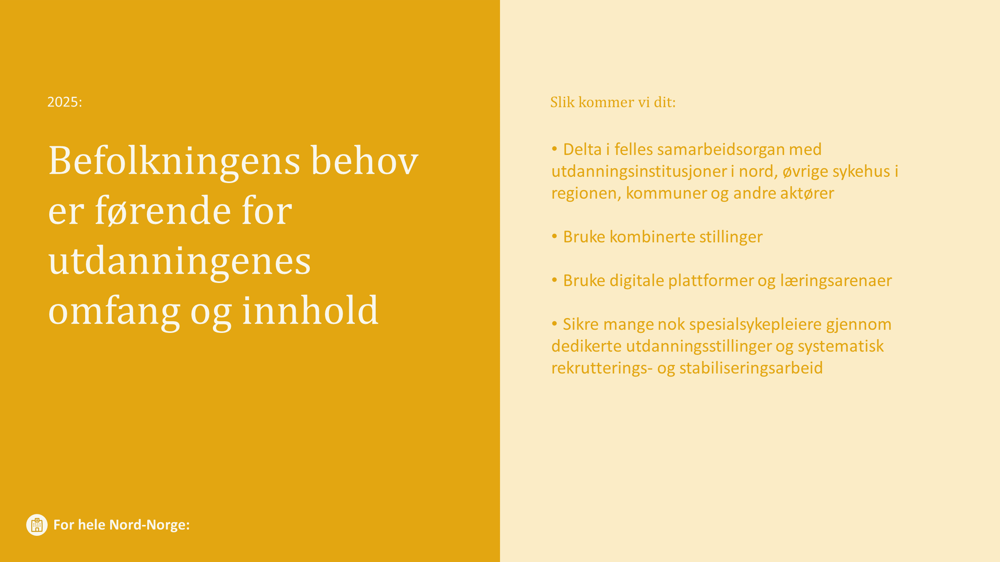 2025:
Befolkningens behov
er førende for
utdanningenes
omfang og innhold
For hele Nord-Norge:
Slik kommer vi dit:
• Delta i felles samarbeidsorgan med
utdanningsinstitusjoner i nord, øvrige sykehus i
regionen, kommuner og andre aktører
• Bruke kombinerte stillinger
• Bruke digitale plattformer og læringsarenaer
• Sikre mange nok spesialsykepleiere gjennom
dedikerte utdanningsstillinger og systematisk
rekrutterings- og stabiliseringsarbeid